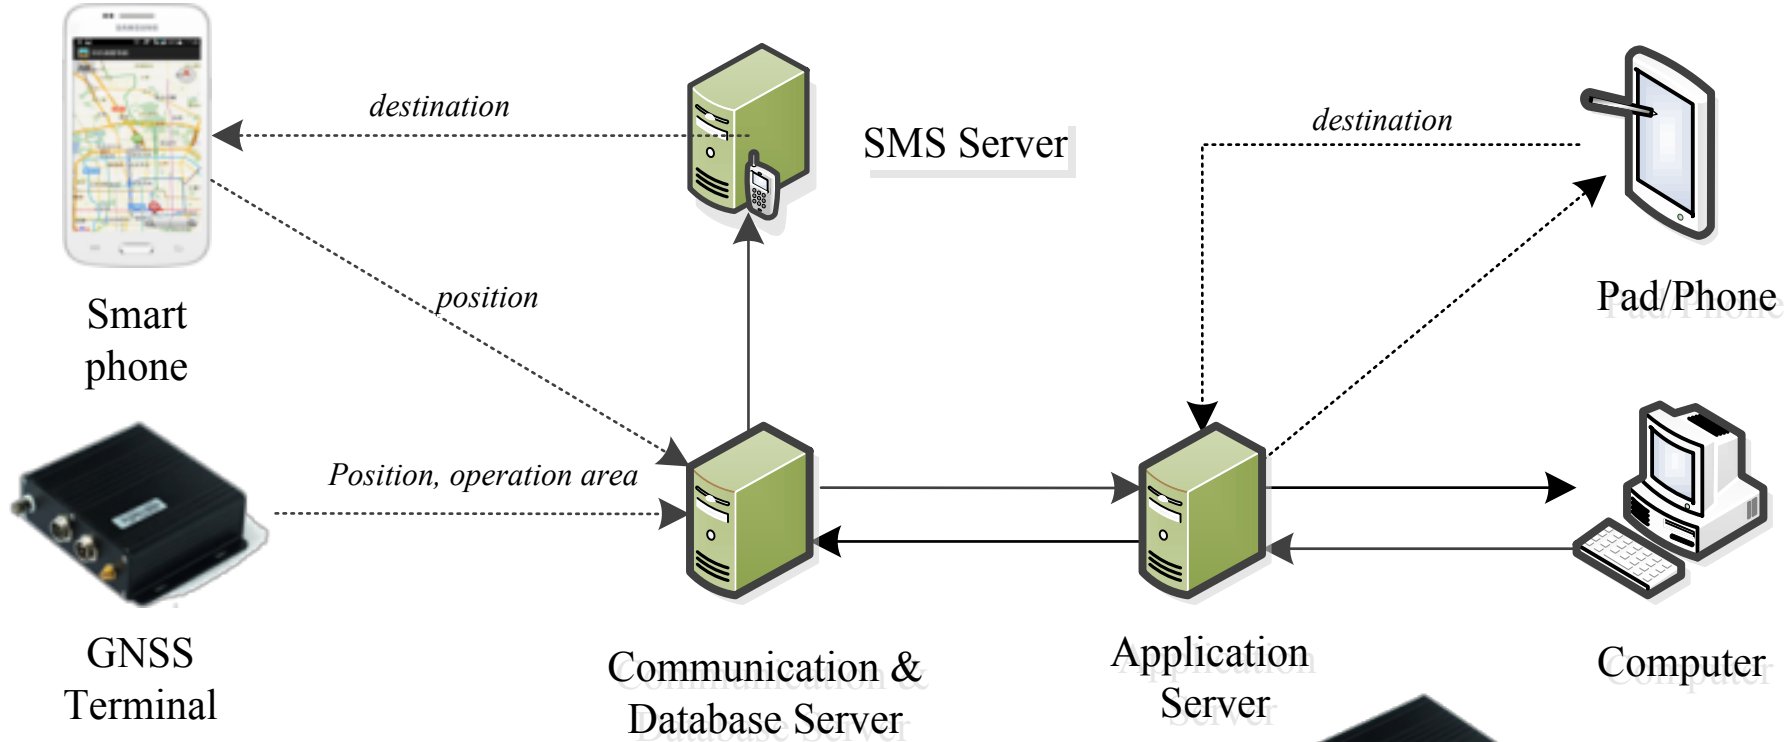 SAMSUNG
destination
SMS Server
destination
position
Smart
phone
Pad/Phone
Position, operation area
GNSS
Terminal
Communication &
Database Server
Application
Server
Computer